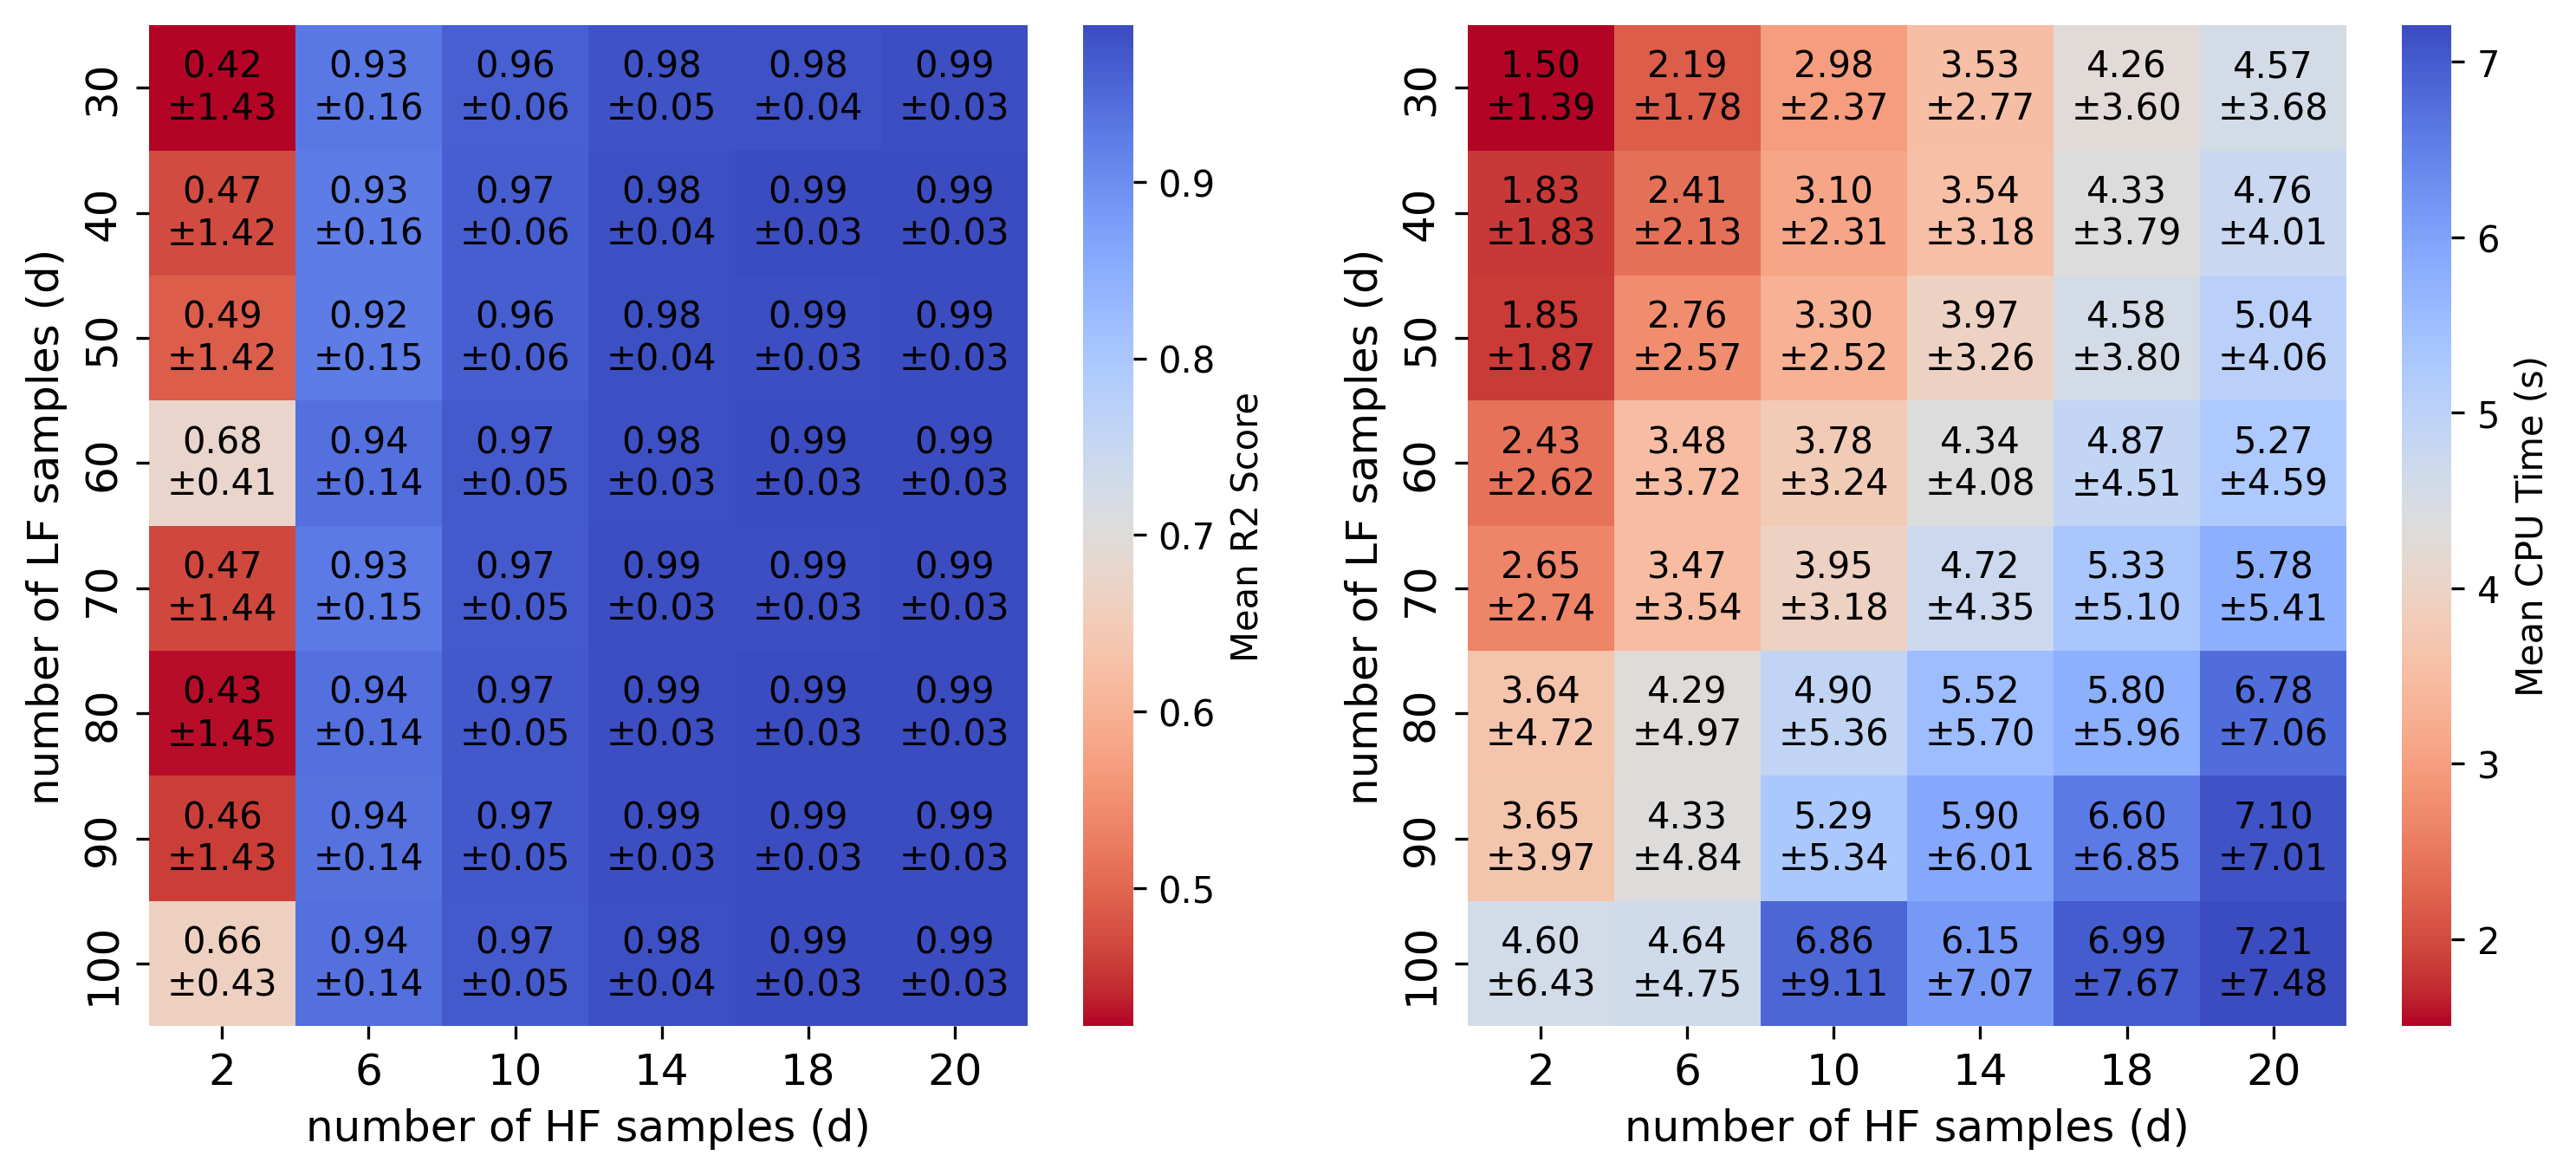 number of LF samples (d)
30
0.42 0.93 0.96 0.98 0.98 0.99
±1.43 ±0.16 ±0.06 ±0.05 ±0.04 ±0.03
40
0.47 0.93 0.97 0.98 0.99 0.99
±1.42 ±0.16 ±0.06 ±0.04 ±0.03 ±0.03
50
0.49 0.92 0.96 0.98 0.99 0.99
±1.42 ±0.15 ±0.06 ±0.04 ±0.03 ±0.03
60
0.68 0.94 0.97 0.98 0.99 0.99
±0.41 ±0.14 ±0.05 ±0.03 ±0.03 ±0.03
70
0.47 0.93 0.97 0.99 0.99 0.99
±1.44 ±0.15 ±0.05 ±0.03 ±0.03 ±0.03
80
0.43 0.94 0.97 0.99 0.99 0.99
±1.45 ±0.14 ±0.05 ±0.03 ±0.03 ±0.03
90
0.46 0.94 0.97 0.99 0.99 0.99
±1.43 ±0.14 ±0.05 ±0.03 ±0.03 ±0.03
100
0.66 0.94 0.97 0.98 0.99 0.99
±0.43 ±0.14 ±0.05 ±0.04 ±0.03 ±0.03
2 6 10 14 18 20
number of HF samples (d)
0.9
0.8
0.7
0.6
0.5
Mean R2 Score
number of LF samples (d)
30
1.50 2.19 2.98 3.53 4.26 4.57
±1.39 ±1.78 ±2.37 ±2.77 ±3.60 ±3.68
40
1.83 2.41 3.10 3.54 4.33 4.76
±1.83 ±2.13 ±2.31 ±3.18 ±3.79 ±4.01
50
1.85 2.76 3.30 3.97 4.58 5.04
±1.87 ±2.57 ±2.52 ±3.26 ±3.80 ±4.06
60
2.43 3.48 3.78 4.34 4.87 5.27
±2.62 ±3.72 ±3.24 ±4.08 ±4.51 ±4.59
70
2.65 3.47 3.95 4.72 5.33 5.78
±2.74 ±3.54 ±3.18 ±4.35 ±5.10 ±5.41
80
3.64 4.29 4.90 5.52 5.80 6.78
±4.72 ±4.97 ±5.36 ±5.70 ±5.96 ±7.06
90
3.65 4.33 5.29 5.90 6.60 7.10
±3.97 ±4.84 ±5.34 ±6.01 ±6.85 ±7.01
100
4.60 4.64 6.86 6.15 6.99 7.21
±6.43 ±4.75 ±9.11 ±7.07 ±7.67 ±7.48
2 6 10 14 18 20
number of HF samples (d)
7
6
5
4
3
2
Mean CPU Time (s)